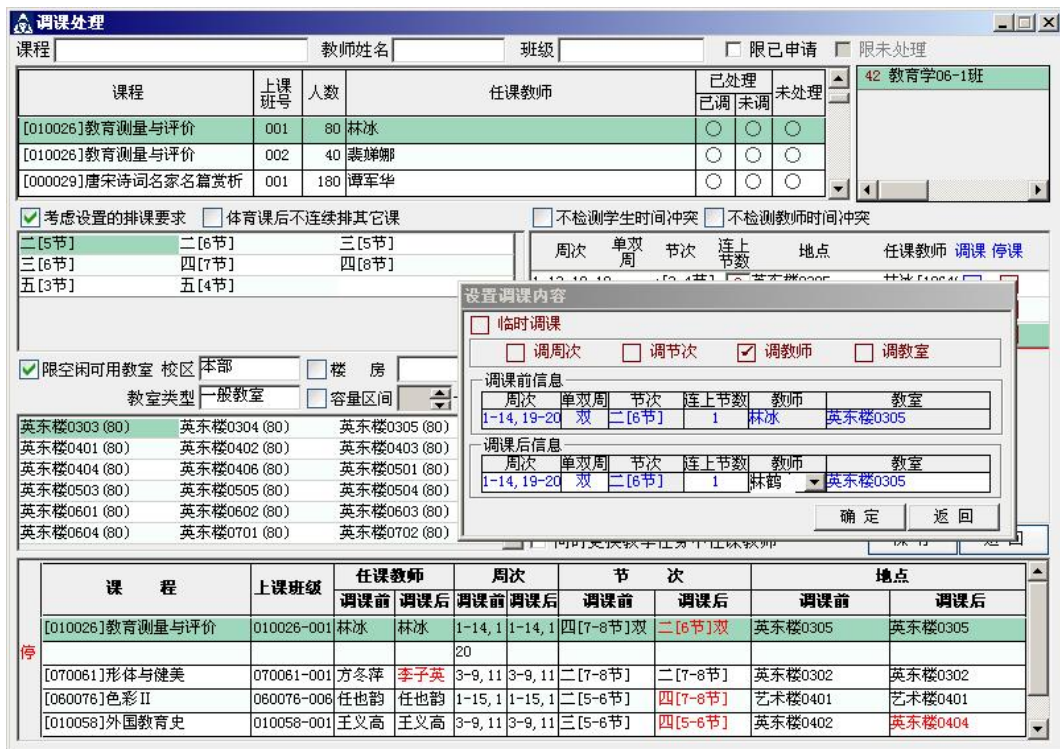 调课处理
课程 教师姓名 班级 限已申请 限未处理
课程 上课班号 人数 任课教师 已处理 未处理
已调 未调
42 教育学06-1班
[010026]教育测量与评价 001 80 林冰
[010026]教育测量与评价 002 40 裴娣娜
[000029]唐宋诗词名家名篇赏析 001 180 谭军华
考虑设置的排课要求 体育课后不连续排其它课 不检测学生时间冲突 不检测教师时间冲突
二[5节] 二[6节] 三[5节]
三[6节] 四[7节] 四[8节]
五[3节] 五[4节]
周次 单双周 节次 连上节数 地点 任课教师 调课 停课
设置调课内容
临时调课
调周次 调节次 调教师 调教室
调课前信息
周次 单双周 节次 连上节数 教师 教室
1-14,19-20 双 二[6节] 1 林冰 英东楼0305
调课后信息
周次 单双周 节次 连上节数 教师 教室
1-14,19-20 双 二[6节] 1 林鹤 英东楼0305
确定 返回
限空闲可用教室 校区 本部 楼房
教室类型 一般教室 容量区间
英东楼0303(80) 英东楼0304(80) 英东楼0305(80)
英东楼0401(80) 英东楼0402(80) 英东楼0403(80)
英东楼0404(80) 英东楼0406(80) 英东楼0501(80)
英东楼0503(80) 英东楼0505(80) 英东楼0504(80)
英东楼0601(80) 英东楼0602(80) 英东楼0603(80)
英东楼0604(80) 英东楼0701(80) 英东楼0702(80)
课程 上课班级 任课教师 周次 节次 地点
调课前 调课后 调课前 调课后 调课前 调课后 调课前 调课后
[010026]教育测量与评价 010026-001 林冰 林冰 1-14,1 1-14,1 四[7-8节]双 二[6节]双 英东楼0305 英东楼0305
停 20
[070061]形体与健美 070061-001 方冬萍 李子英 3-9,11 3-9,11 二[7-8节] 二[7-8节] 英东楼0302 英东楼0302
[060076]色彩Ⅱ 060076-006 任也韵 任也韵 1-15,1 1-15,1 二[5-6节] 四[7-8节] 艺术楼0401 艺术楼0401
[010058]外国教育史 010058-001 王义高 王义高 3-9,11 3-9,11 三[5-6节] 四[5-6节] 英东楼0402 英东楼0404